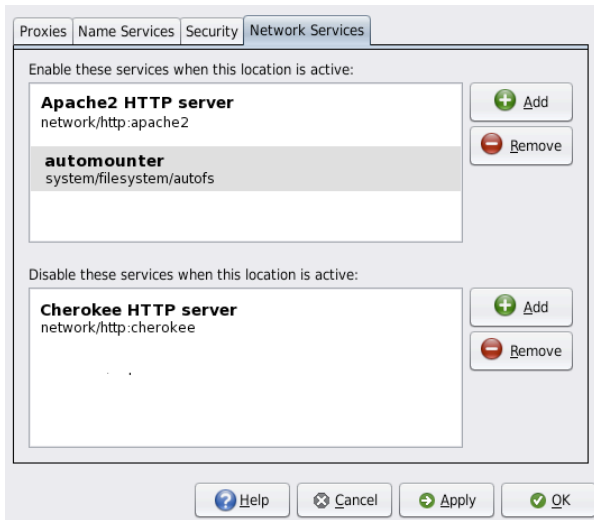 Proxies Name Services Security Network Services
Enable these services when this location is active:
Apache2 HTTP server
network/http:apache2
automounter
system/filesystem/autofs
Add
Remove
Disable these services when this location is active:
Cherokee HTTP server
network/http:cherokee
Add
Remove
Help Cancel Apply OK